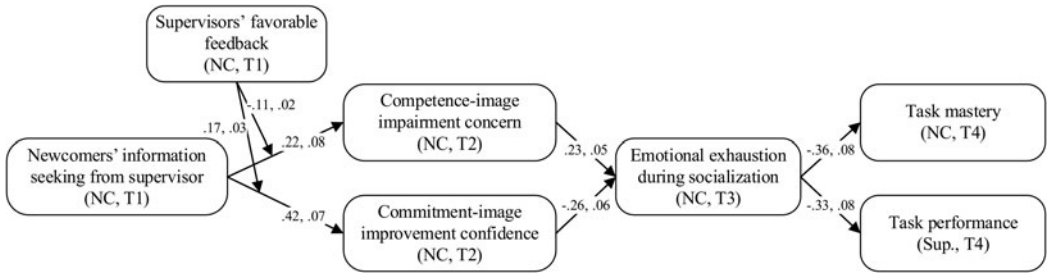 Supervisors’ favorable
feedback
(NC, T1)
-.11, .02
.17, .03
Newcomers’ information
seeking from supervisor
(NC, T1)
.22, .08
.42, .07
Competence-image
impairment concern
(NC, T2)
Commitment-image
improvement confidence
(NC, T2)
.23, .05
-.26, .06
Emotional exhaustion
during socialization
(NC, T3)
-.36, .08
-.33, .08
Task mastery
(NC, T4)
Task performance
(Sup., T4)